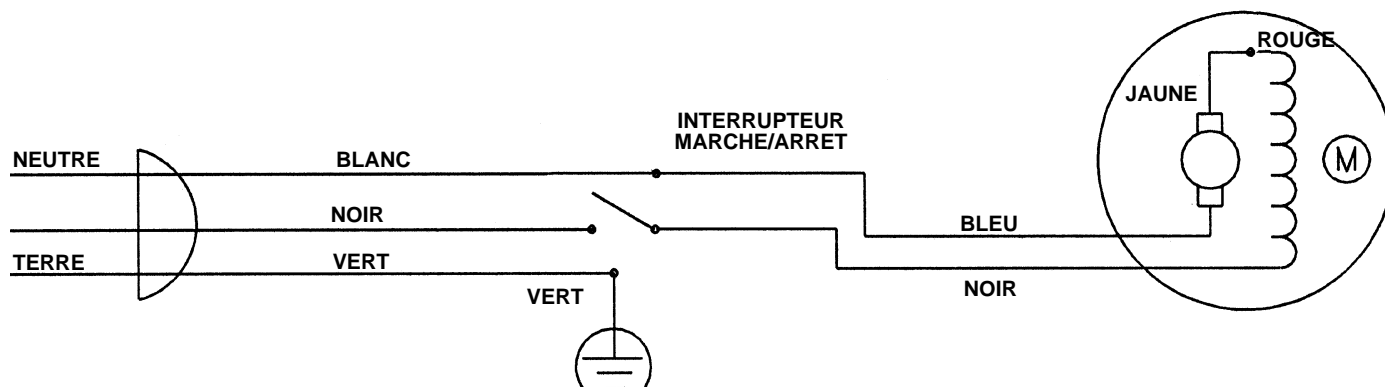 ROUGE
JAUNE
INTERRUPTEUR
MARCHE/ARRET
NEUTRE
BLANC
M
NOIR
BLEU
TERRE
VERT
VERT
NOIR